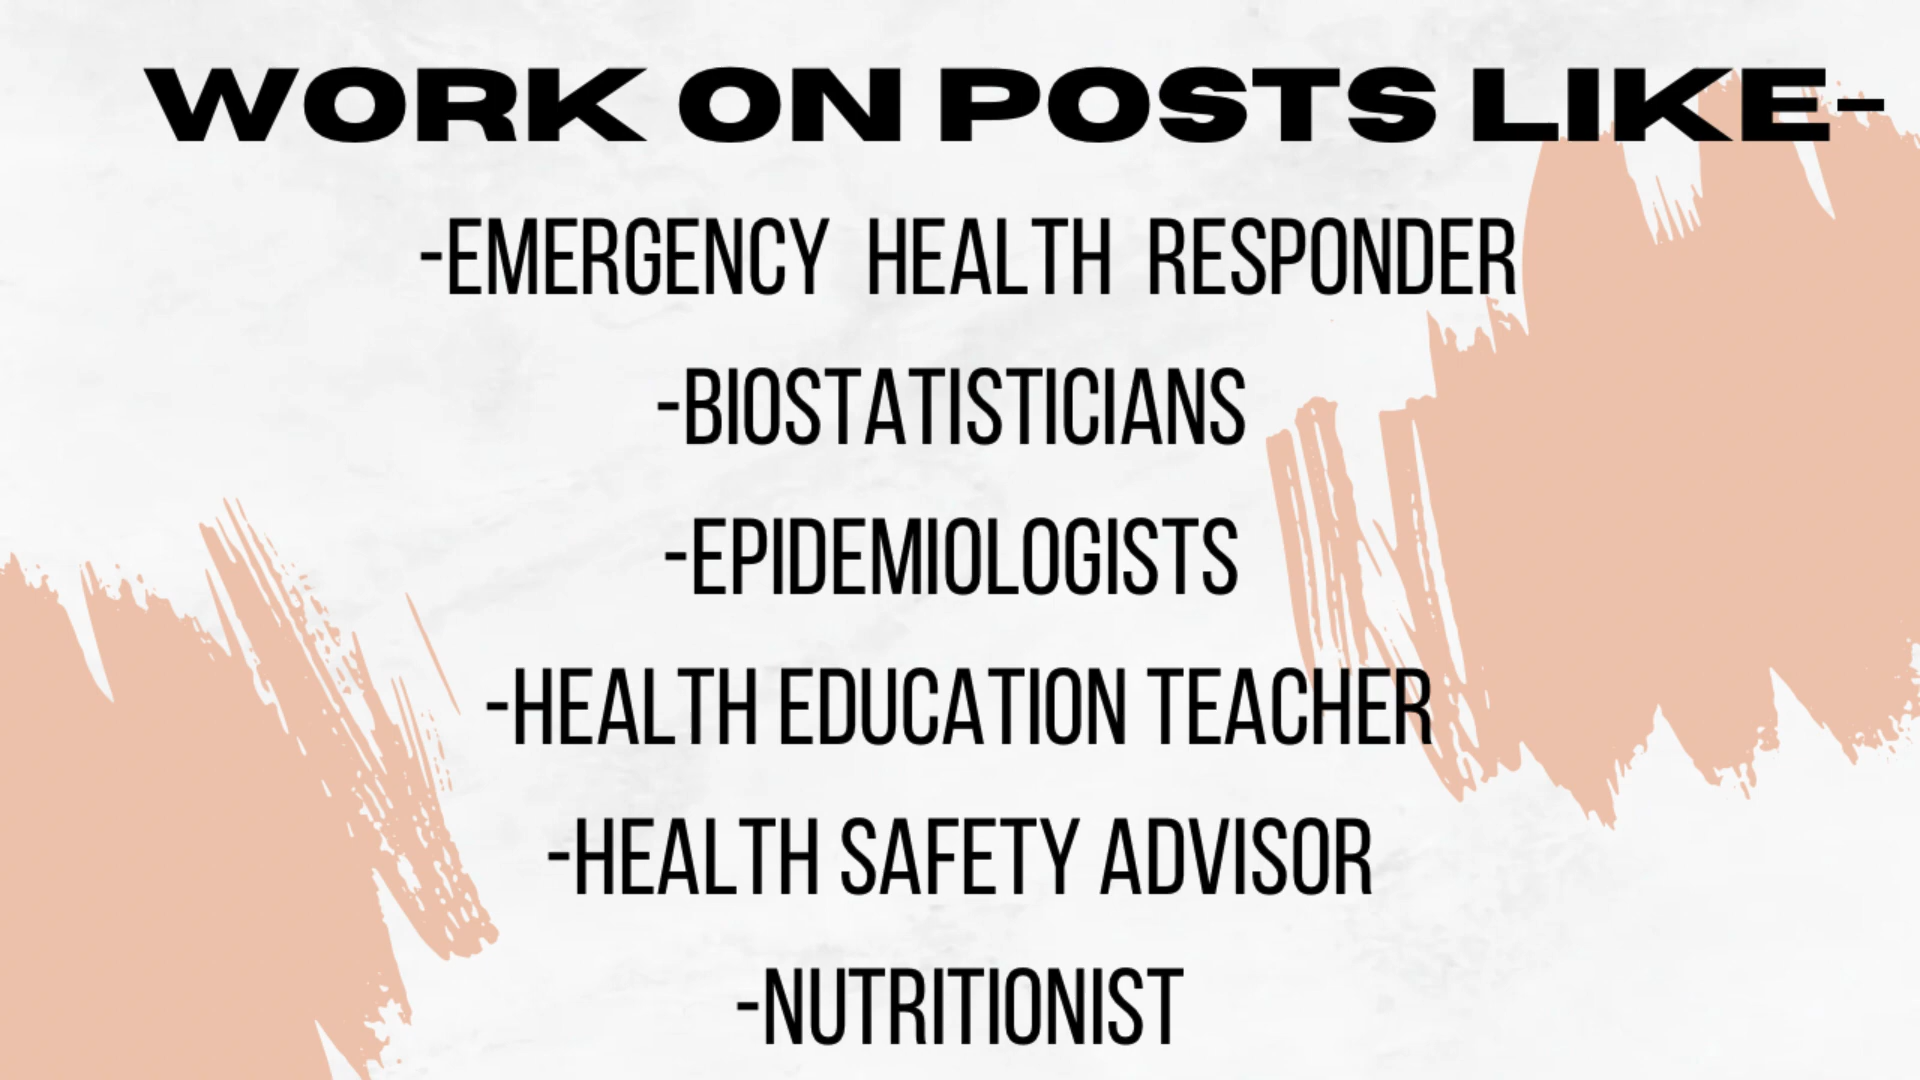 WORK ON POSTS LIKE-
-EMERGENCY HEALTH RESPONDER
-BIOSTATISTICIANS
-EPIDEMIOLOGISTS
-HEALTH EDUCATION TEACHER
-HEALTH SAFETY ADVISOR
-NUTRITIONIST